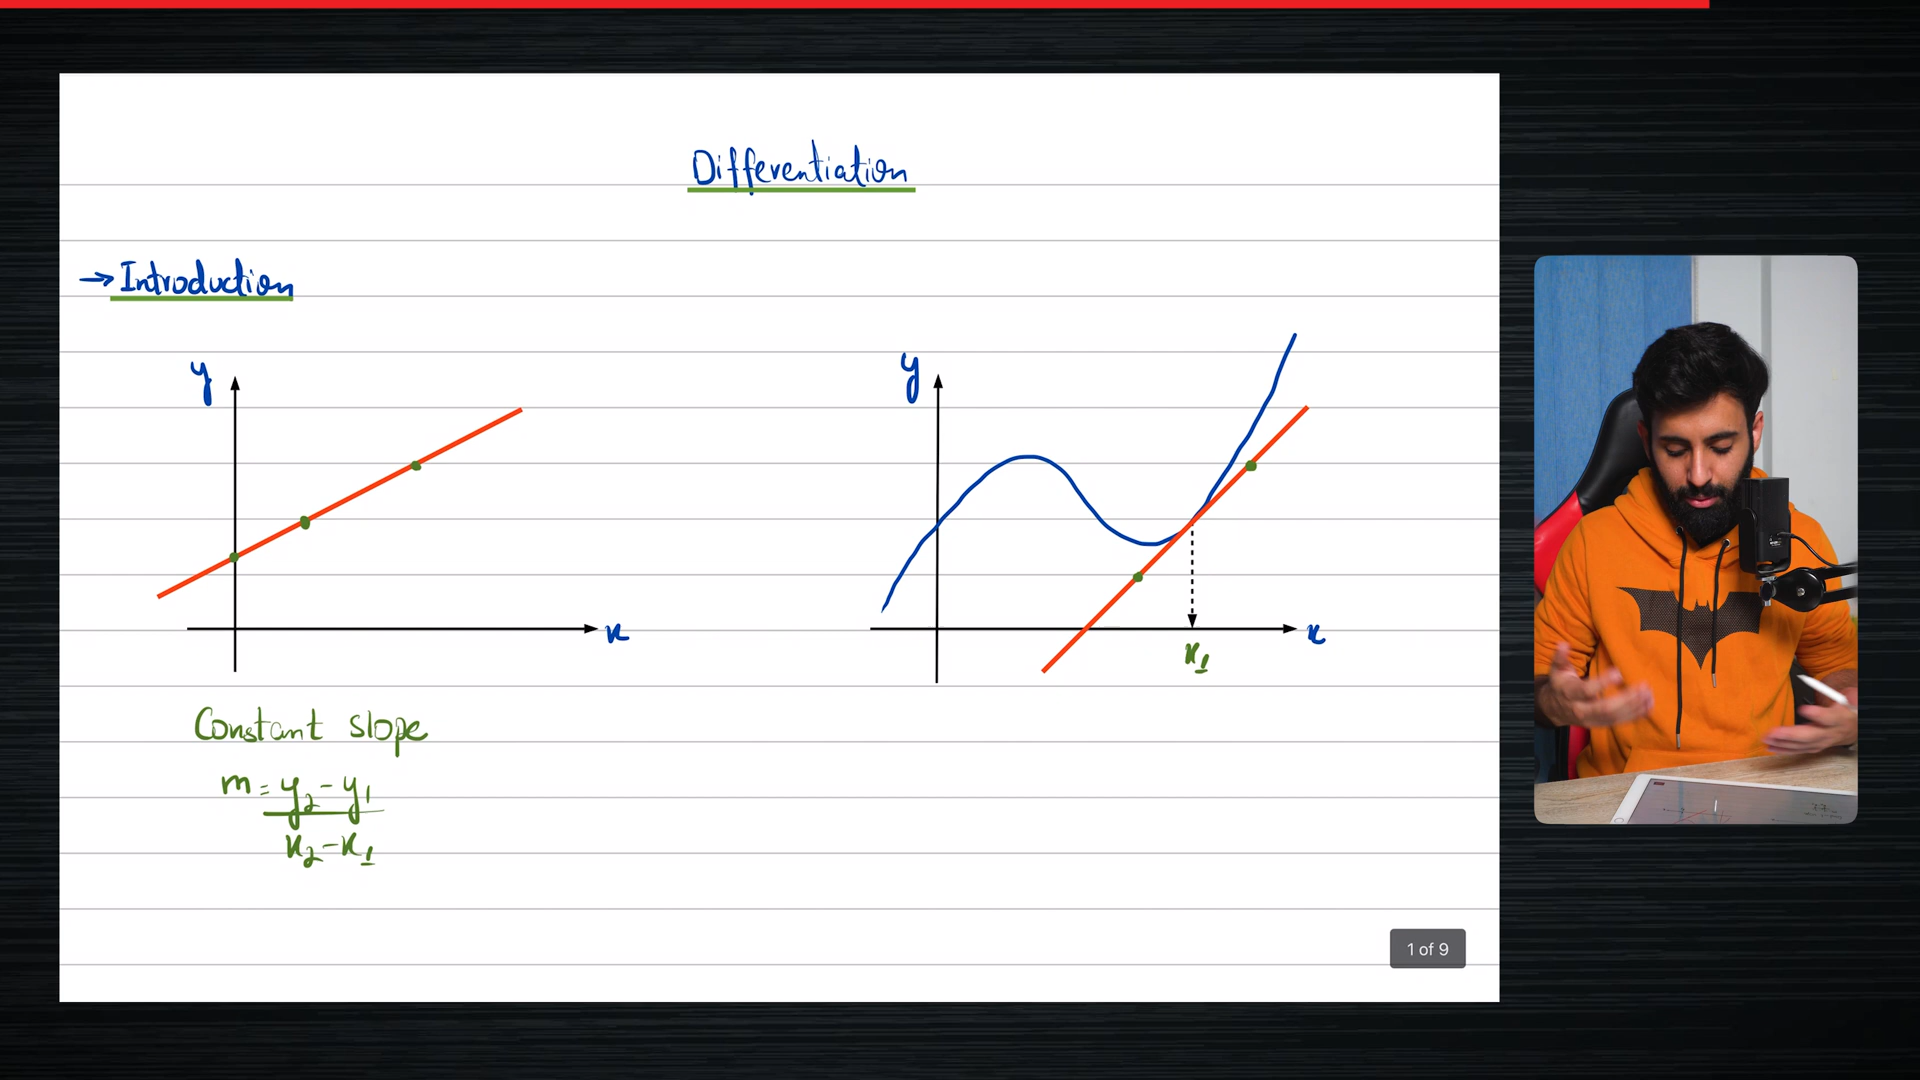 Differentiation
→ Introduction
y
x
y
x
x₁
Constant slope
m = y₂ - y₁
x₂ - x₁
1 of 9